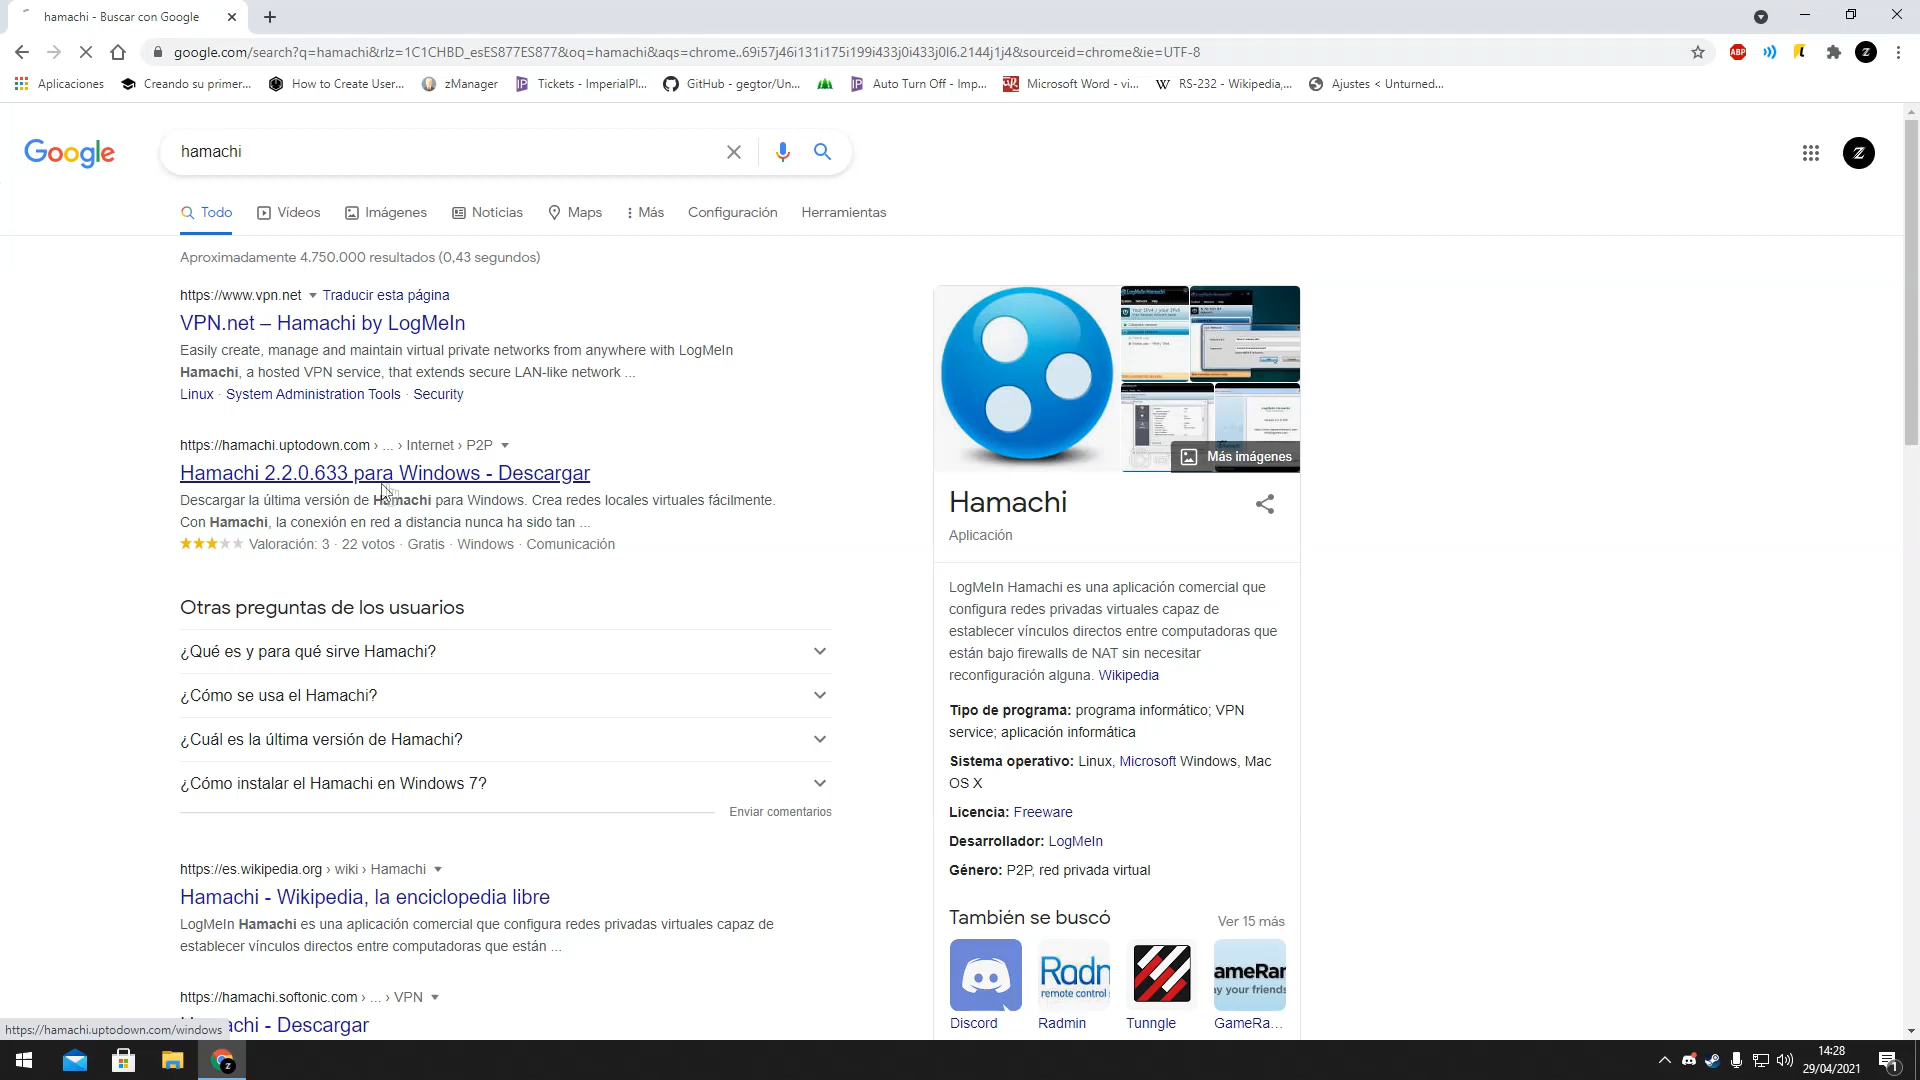 hamachi - Buscar con Google
google.com/search?q=hamachi&rlz=1C1CHBD_esES877ES877&oq=hamachi&aqs=chrome..69i57j46i131i175i199i433j0i433j0l6.2144j1j4&sourceid=chrome&ie=UTF-8
Aplicaciones Creando su primer... How to Create User... zManager Tickets - ImperialPl... GitHub - gegtor/Un... Auto Turn Off - Imp... Microsoft Word - vi... RS-232 - Wikipedia,... Ajustes < Unturned...
Google
hamachi
Todo Vídeos Imágenes Noticias Maps Más Configuración Herramientas
Aproximadamente 4.750.000 resultados (0,43 segundos)
https://www.vpn.net Traducir esta página
VPN.net – Hamachi by LogMeIn
Easily create, manage and maintain virtual private networks from anywhere with LogMeIn
Hamachi, a hosted VPN service, that extends secure LAN-like network ...
Linux · System Administration Tools · Security
https://hamachi.uptodown.com › ... › Internet › P2P
Hamachi 2.2.0.633 para Windows - Descargar
Descargar la última versión de Hamachi para Windows. Crea redes locales virtuales fácilmente.
Con Hamachi, la conexión en red a distancia nunca ha sido tan ...
Valoración: 3 · 22 votos · Gratis · Windows · Comunicación
Otras preguntas de los usuarios
¿Qué es y para qué sirve Hamachi?
¿Cómo se usa el Hamachi?
¿Cuál es la última versión de Hamachi?
¿Cómo instalar el Hamachi en Windows 7?
Enviar comentarios
https://es.wikipedia.org › wiki › Hamachi
Hamachi - Wikipedia, la enciclopedia libre
LogMeIn Hamachi es una aplicación comercial que configura redes privadas virtuales capaz de
establecer vínculos directos entre computadoras que están ...
https://hamachi.softonic.com › ... › VPN
achi - Descargar
https://hamachi.uptodown.com/windows
Más imágenes
Hamachi
Aplicación
LogMeIn Hamachi es una aplicación comercial que
configura redes privadas virtuales capaz de
establecer vínculos directos entre computadoras que
están bajo firewalls de NAT sin necesitar
reconfiguración alguna. Wikipedia
Tipo de programa: programa informático; VPN
service; aplicación informática
Sistema operativo: Linux, Microsoft Windows, Mac
OS X
Licencia: Freeware
Desarrollador: LogMeIn
Género: P2P, red privada virtual
También se buscó Ver 15 más
Radn
remote control
ameRan
y your friends
Discord Radmin Tunngle GameRa...
ABP
14:28
29/04/2021
1